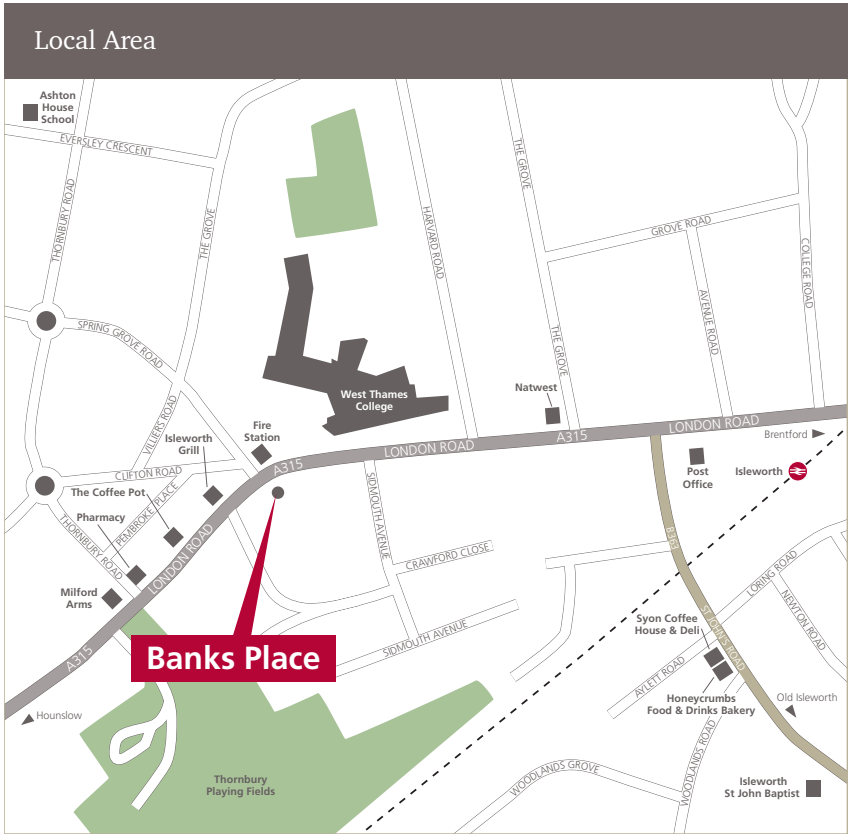 Local Area
Ashton
House
School
EVERSLEY CRESCENT
THORNBURY ROAD
THE GROVE
HARVARD ROAD
THE GROVE
GROVE ROAD
COLLEGE ROAD
AVENUE ROAD
THE GROVE
SPRING GROVE ROAD
VILLIERS ROAD
West Thames
College
Natwest
Fire
Station
Isleworth
Grill
LONDON ROAD
A315
LONDON ROAD
A315
Brentford
Post
Office
Isleworth
CLIFTON ROAD
The Coffee Pot
PEMBROKE PLACE
Pharmacy
THORNBURY ROAD
LONDON ROAD
SIDMOUTH AVENUE
CRAWFORD CLOSE
B363
LORING ROAD
NEWTON ROAD
Milford
Arms
A315
SIDMOUTH AVENUE
Syon Coffee
House & Deli
ST JOHN'S ROAD
Banks Place
AYLETT ROAD
Honeycrumbs
Food & Drinks Bakery
Old Isleworth
Hounslow
WOODLANDS ROAD
WOODLANDS GROVE
Thornbury
Playing Fields
Isleworth
St John Baptist